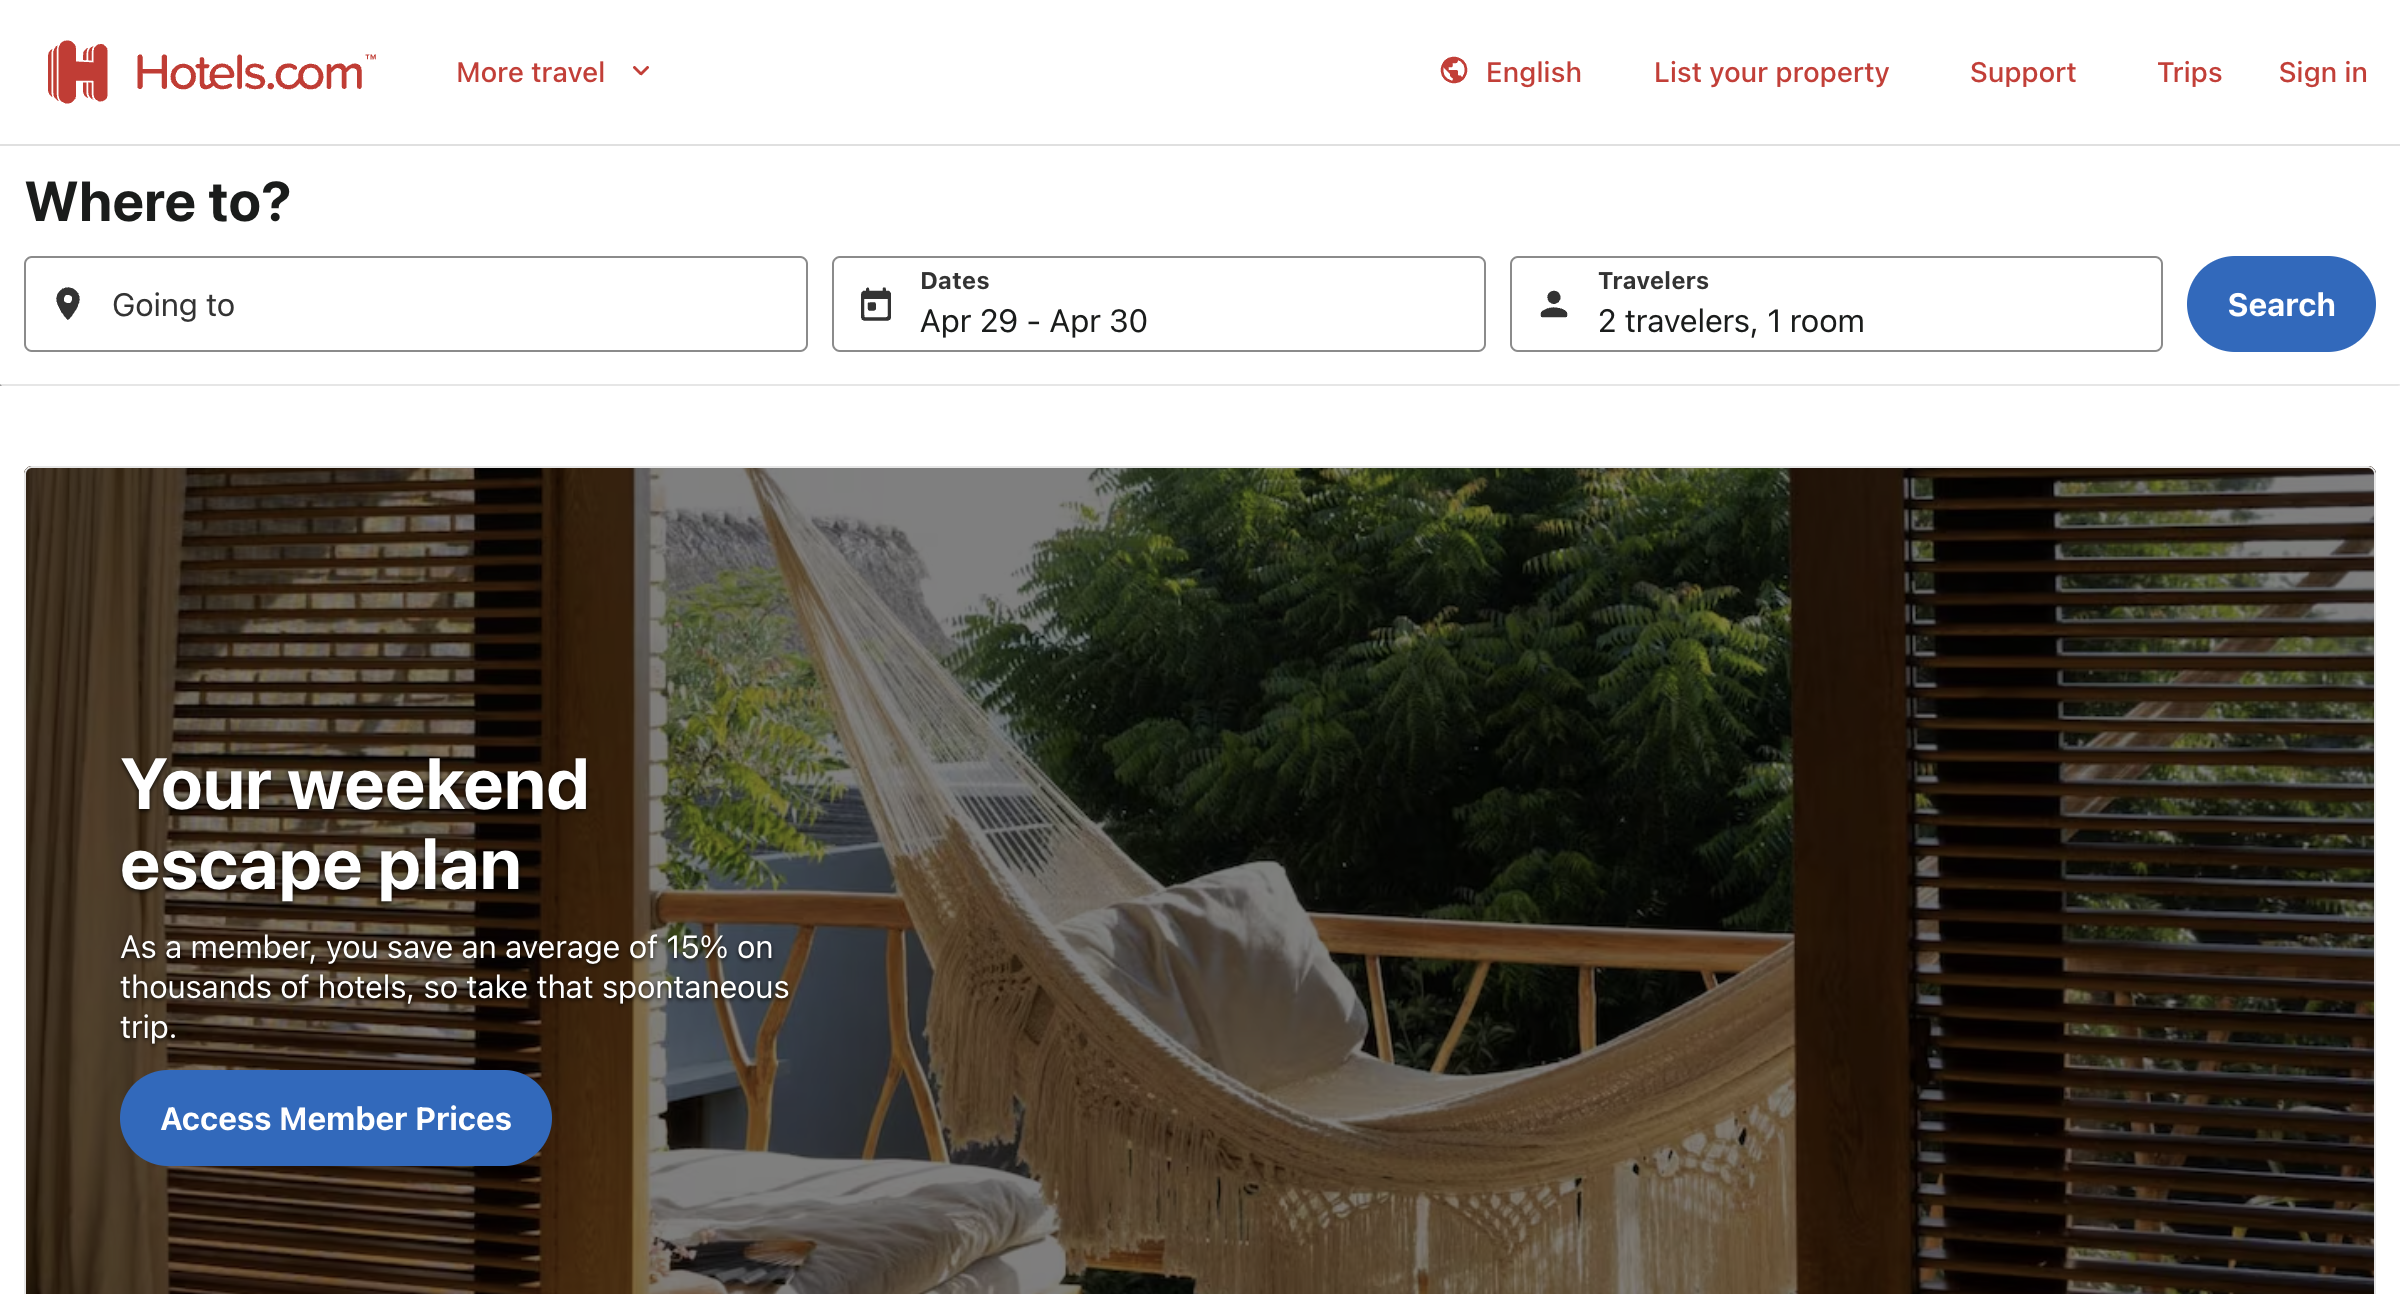 Hotels.com™
More travel
English
List your property
Support
Trips
Sign in
Where to?
Going to
Dates
Apr 29 - Apr 30
Travelers
2 travelers, 1 room
Search
Your weekend
escape plan
As a member, you save an average of 15% on
thousands of hotels, so take that spontaneous
trip.
Access Member Prices